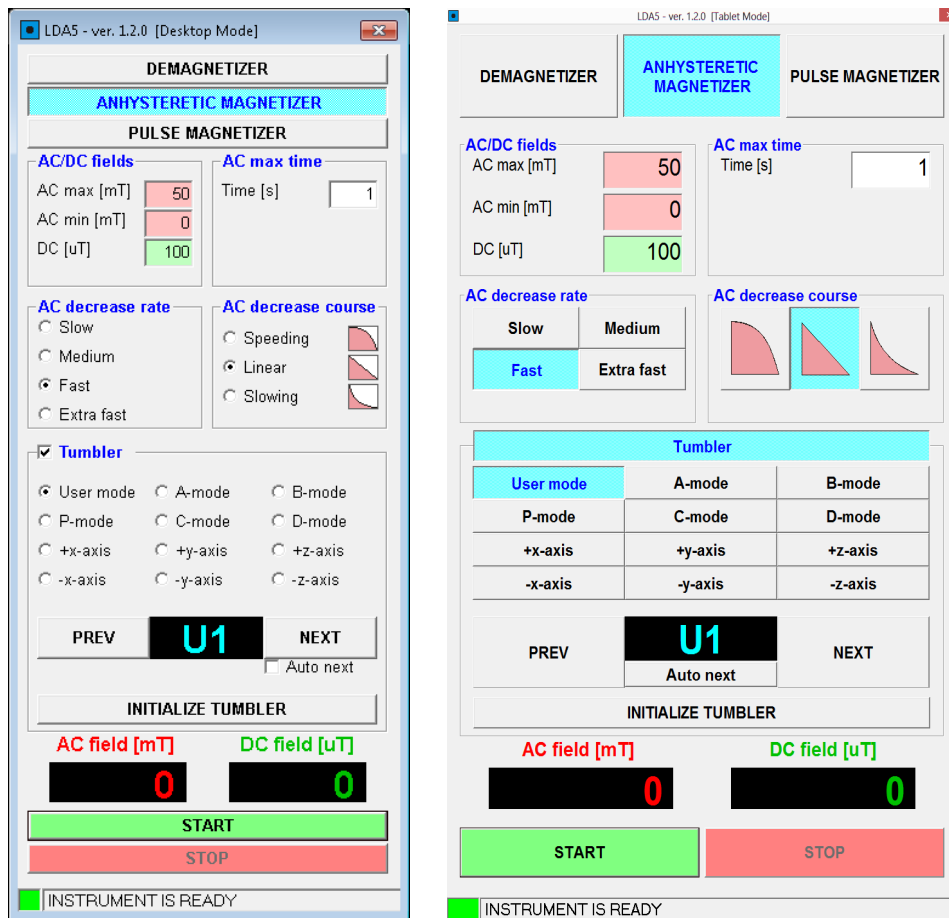 LDA5 - ver. 1.2.0 [Desktop Mode]
DEMAGNETIZER
ANHYSTERETIC MAGNETIZER
PULSE MAGNETIZER
AC/DC fields
AC max [mT] 50
AC min [mT] 0
DC [uT] 100
AC max time
Time [s] 1
AC decrease rate
Slow
Medium
Fast
Extra fast
AC decrease course
Speeding
Linear
Slowing
Tumbler
User mode A-mode B-mode
P-mode C-mode D-mode
+x-axis +y-axis +z-axis
-x-axis -y-axis -z-axis
PREV U1 NEXT
Auto next
INITIALIZE TUMBLER
AC field [mT] DC field [uT]
0 0
START
STOP
INSTRUMENT IS READY
LDA5 - ver. 1.2.0 [Tablet Mode]
DEMAGNETIZER
ANHYSTERETIC
MAGNETIZER
PULSE MAGNETIZER
AC/DC fields
AC max [mT] 50
AC min [mT] 0
DC [uT] 100
AC max time
Time [s] 1
AC decrease rate
Slow Medium
Fast Extra fast
AC decrease course
Tumbler
User mode A-mode B-mode
P-mode C-mode D-mode
+x-axis +y-axis +z-axis
-x-axis -y-axis -z-axis
PREV U1 NEXT
Auto next
INITIALIZE TUMBLER
AC field [mT] DC field [uT]
0 0
START STOP
INSTRUMENT IS READY